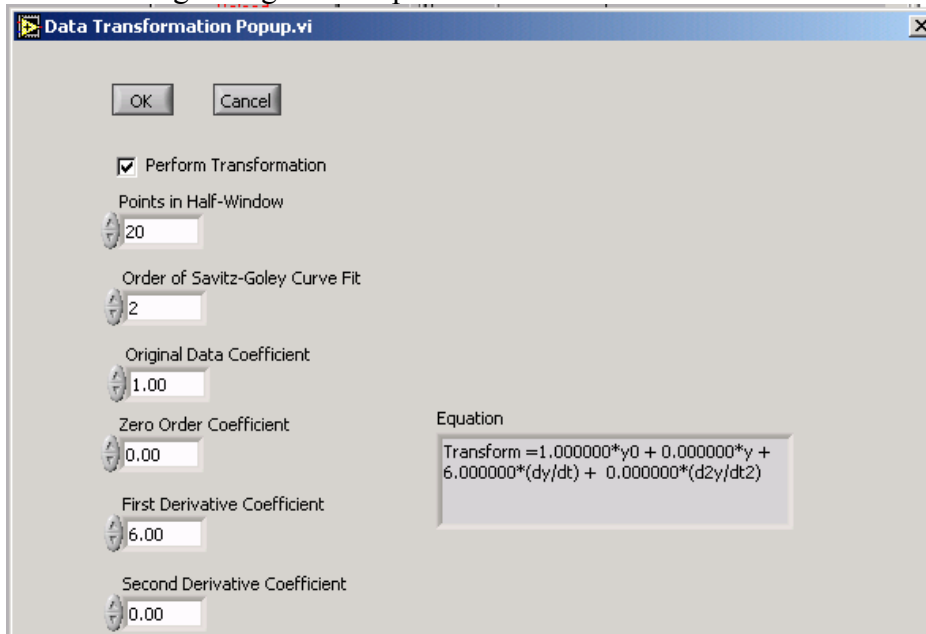 Data Transformation Popup.vi
OK
Cancel
Perform Transformation
Points in Half-Window
20
Order of Savitz-Goley Curve Fit
2
Original Data Coefficient
1.00
Zero Order Coefficient
0.00
Equation
Transform =1.000000*y0 + 0.000000*y +
6.000000*(dy/dt) + 0.000000*(d2y/dt2)
First Derivative Coefficient
6.00
Second Derivative Coefficient
0.00